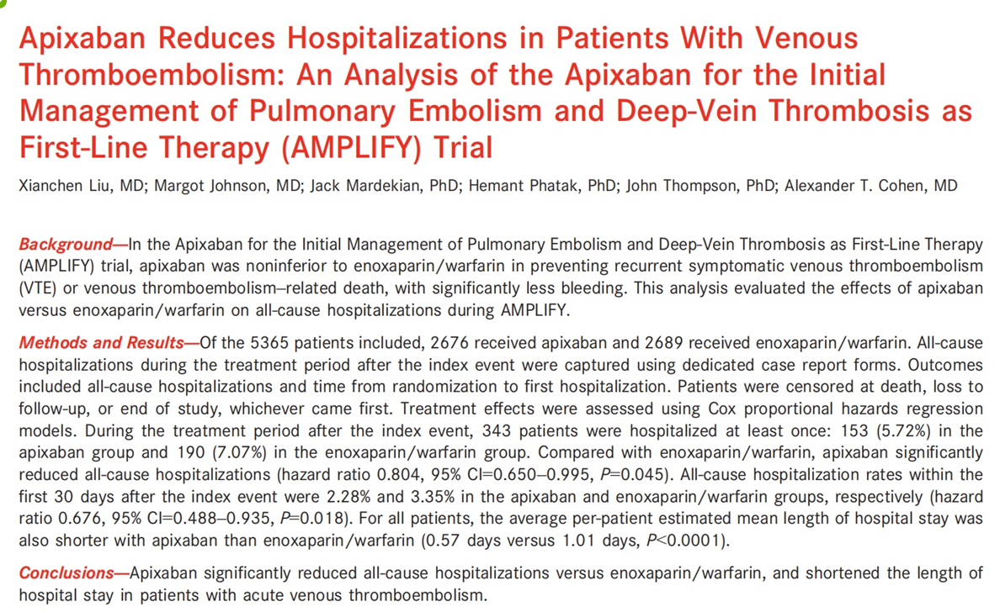 Apixaban Reduces Hospitalizations in Patients With Venous
Thromboembolism: An Analysis of the Apixaban for the Initial
Management of Pulmonary Embolism and Deep-Vein Thrombosis as
First-Line Therapy (AMPLIFY) Trial
Xianchen Liu, MD; Margot Johnson, MD; Jack Mardekian, PhD; Hemant Phatak, PhD; John Thompson, PhD; Alexander T. Cohen, MD
Background—In the Apixaban for the Initial Management of Pulmonary Embolism and Deep-Vein Thrombosis as First-Line Therapy
(AMPLIFY) trial, apixaban was noninferior to enoxaparin/warfarin in preventing recurrent symptomatic venous thromboembolism
(VTE) or venous thromboembolism–related death, with significantly less bleeding. This analysis evaluated the effects of apixaban
versus enoxaparin/warfarin on all-cause hospitalizations during AMPLIFY.
Methods and Results—Of the 5365 patients included, 2676 received apixaban and 2689 received enoxaparin/warfarin. All-cause
hospitalizations during the treatment period after the index event were captured using dedicated case report forms. Outcomes
included all-cause hospitalizations and time from randomization to first hospitalization. Patients were censored at death, loss to
follow-up, or end of study, whichever came first. Treatment effects were assessed using Cox proportional hazards regression
models. During the treatment period after the index event, 343 patients were hospitalized at least once: 153 (5.72%) in the
apixaban group and 190 (7.07%) in the enoxaparin/warfarin group. Compared with enoxaparin/warfarin, apixaban significantly
reduced all-cause hospitalizations (hazard ratio 0.804, 95% CI=0.650–0.995, P=0.045). All-cause hospitalization rates within the
first 30 days after the index event were 2.28% and 3.35% in the apixaban and enoxaparin/warfarin groups, respectively (hazard
ratio 0.676, 95% CI=0.488–0.935, P=0.018). For all patients, the average per-patient estimated mean length of hospital stay was
also shorter with apixaban than enoxaparin/warfarin (0.57 days versus 1.01 days, P<0.0001).
Conclusions—Apixaban significantly reduced all-cause hospitalizations versus enoxaparin/warfarin, and shortened the length of
hospital stay in patients with acute venous thromboembolism.